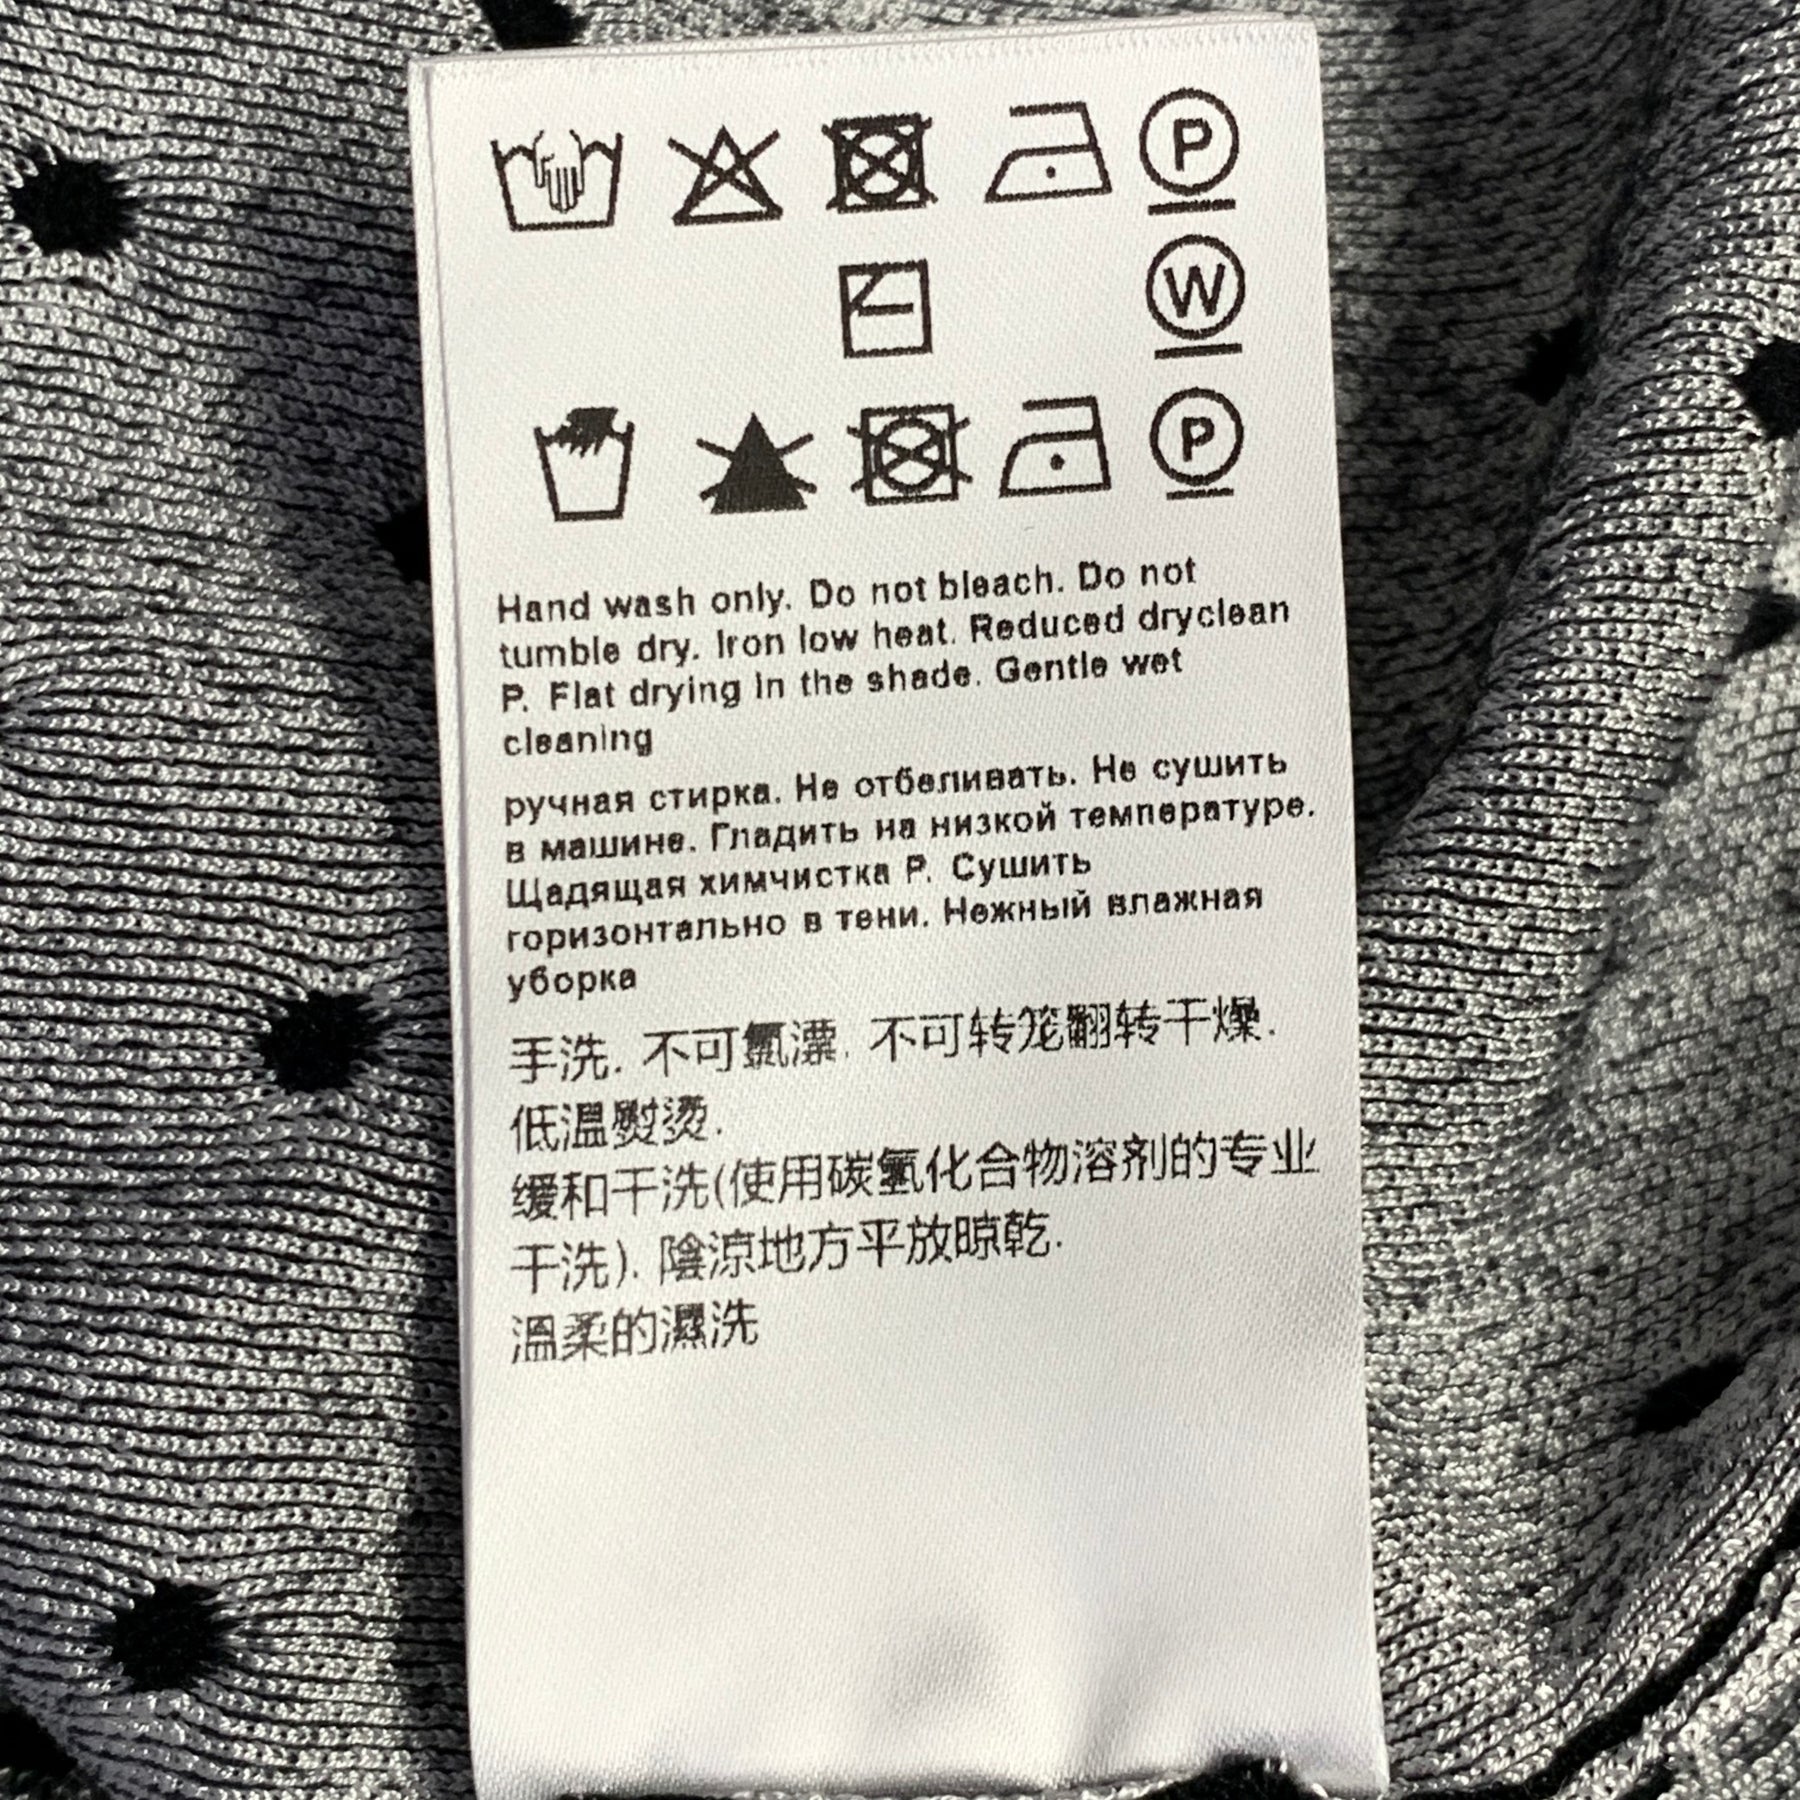 P
W
P
Hand wash only. Do not bleach. Do not
tumble dry. Iron low heat. Reduced dryclean
P. Flat drying in the shade. Gentle wet
cleaning
ручная стирка. Не отбеливать. Не сушить
в машине. Гладить на низкой температуре.
Щадящая химчистка P. Сушить
горизонтально в тени. Нежный влажная
уборка
手洗. 不可氯漂. 不可转笼翻转干燥.
低温熨烫.
缓和干洗(使用碳氢化合物溶剂的专业
干洗). 陰涼地方平放晾乾.
溫柔的濕洗